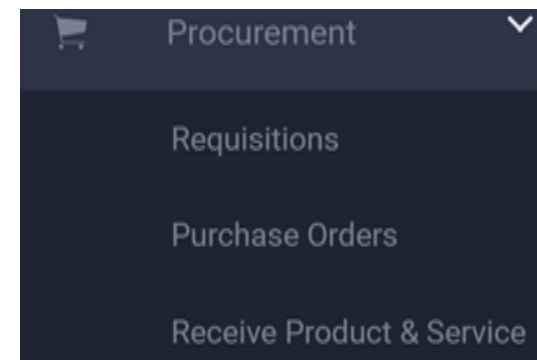 Procurement
Requisitions
Purchase Orders
Receive Product & Service